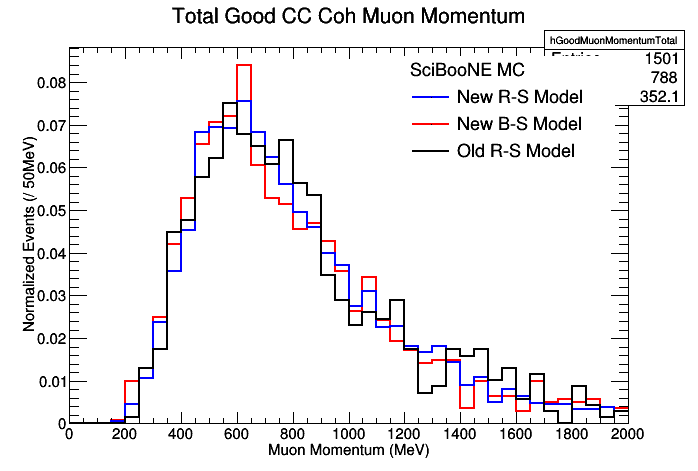 Total Good CC Coh Muon Momentum
hGoodMuonMomentumTotal
1501
788
352.1
SciBooNE MC
New R-S Model
New B-S Model
Old R-S Model
Normalized Events (/ 50MeV)
0.08
0.07
0.06
0.05
0.04
0.03
0.02
0.01
0
0 200 400 600 800 1000 1200 1400 1600 1800 2000
Muon Momentum (MeV)